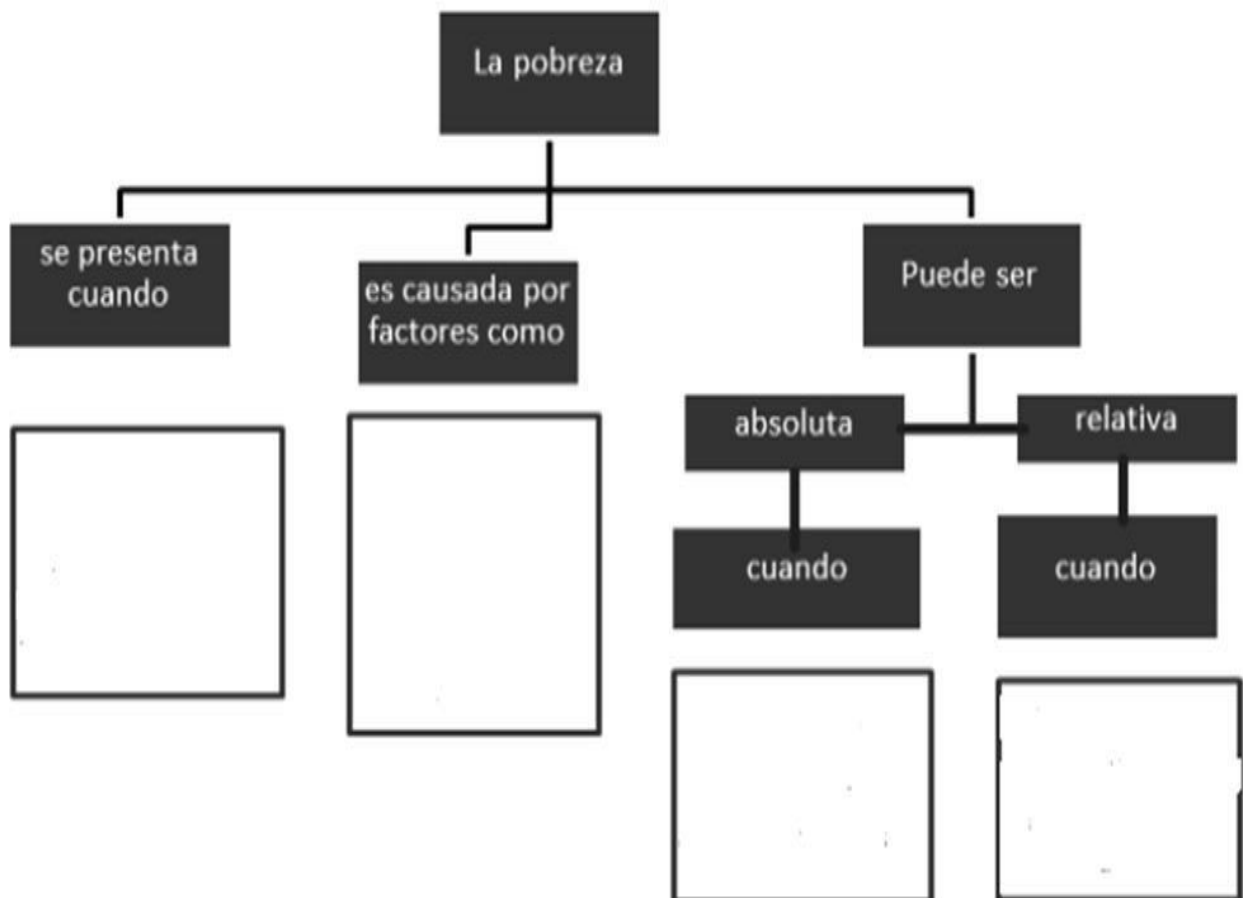 La pobreza
se presenta
cuando
es causada por
factores como
Puede ser
absoluta
relativa
cuando
cuando